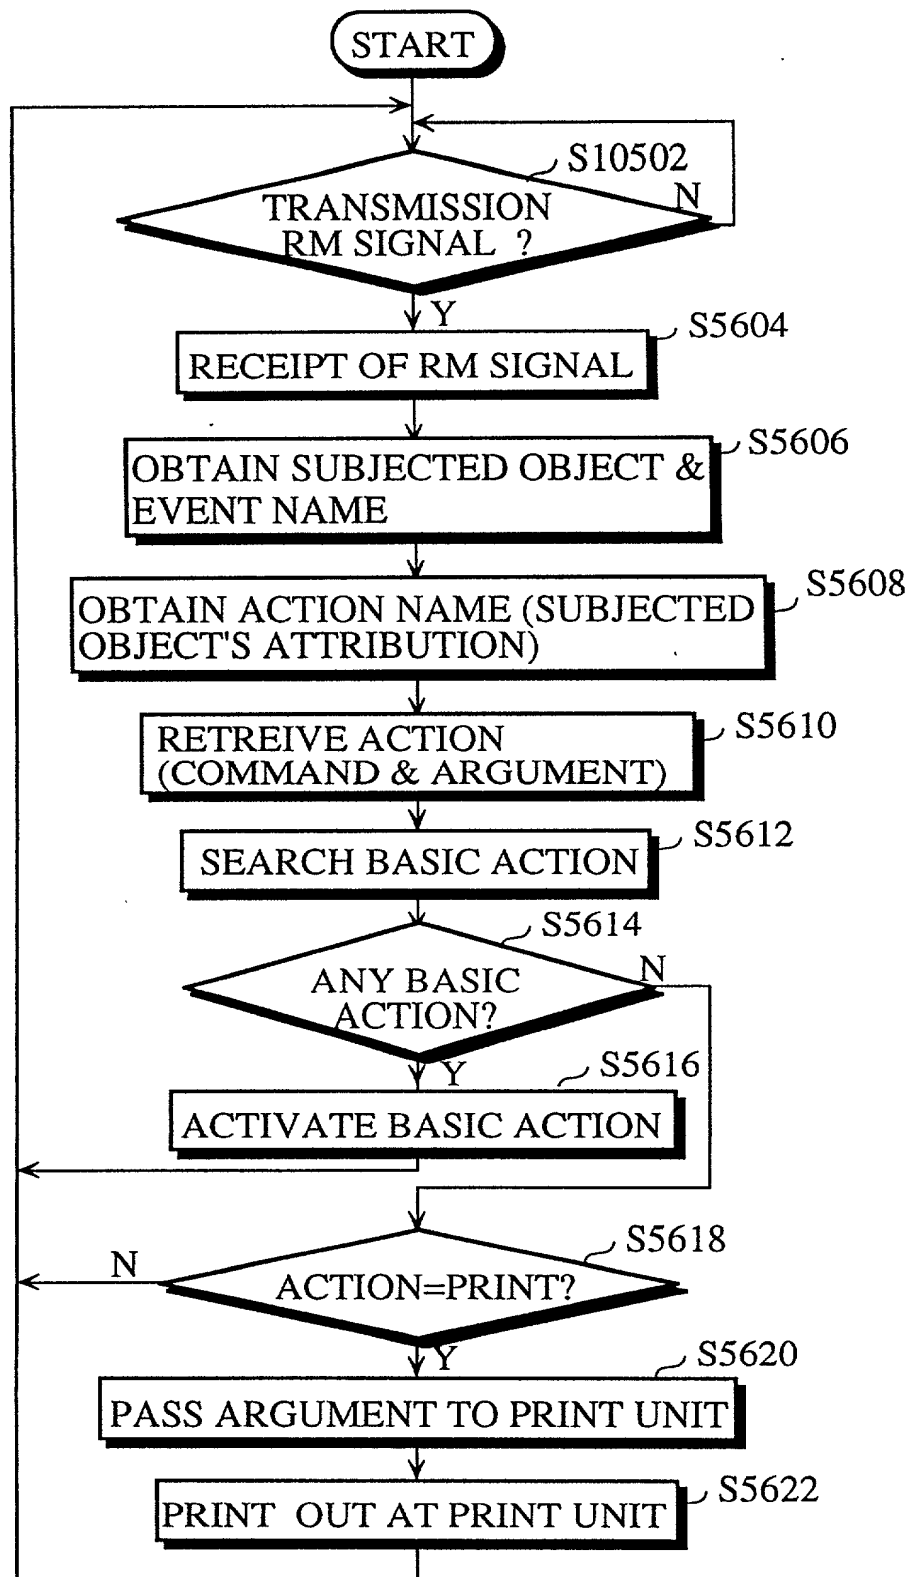 START
S10502
N
TRANSMISSION
RM SIGNAL ?
Y
S5604
RECEIPT OF RM SIGNAL
S5606
OBTAIN SUBJECTED OBJECT &
EVENT NAME
S5608
OBTAIN ACTION NAME (SUBJECTED
OBJECT'S ATTRIBUTION)
S5610
RETREIVE ACTION
(COMMAND & ARGUMENT)
S5612
SEARCH BASIC ACTION
S5614
N
ANY BASIC
ACTION?
Y
S5616
ACTIVATE BASIC ACTION
S5618
N
ACTION=PRINT?
Y
S5620
PASS ARGUMENT TO PRINT UNIT
S5622
PRINT OUT AT PRINT UNIT